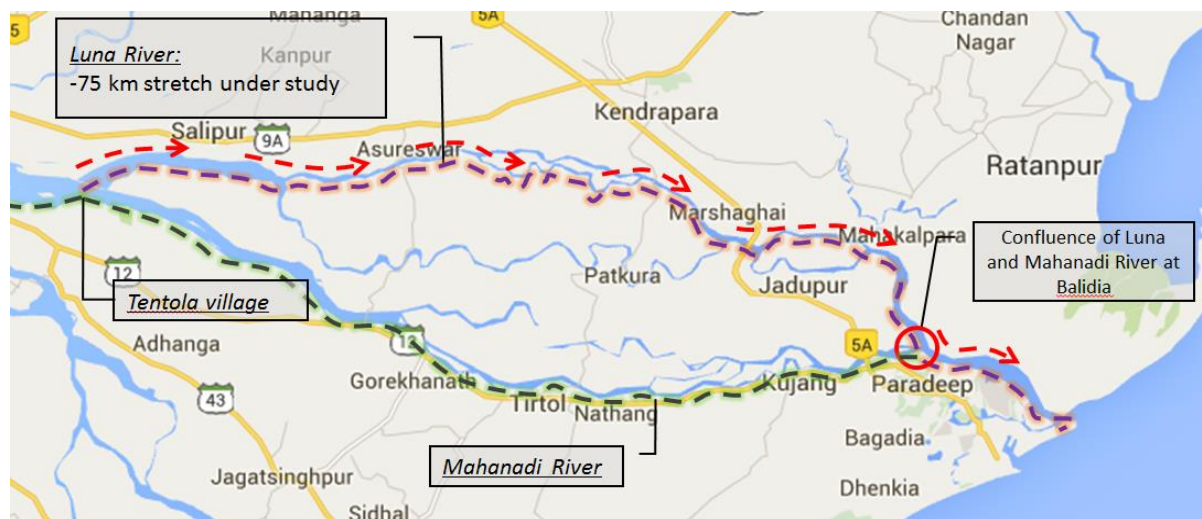 Mahanga
5
5A
Chandan
Nagar
Luna River:
-75 km stretch under study
Kanpur
Kendrapara
Salipur
9A
Asureswar
Ratanpur
Marshaghai
Mahakalpara
Confluence of Luna
and Mahanadi River at
Balidia
12
Patkura
Jadupur
Tentola village
Adhanga
12
5A
Gorekhanath
Kujang
Paradeep
43
Tirtol
Nathang
Bagadia
Mahanadi River
Jagatsinghpur
Dhenkia
Sidhal